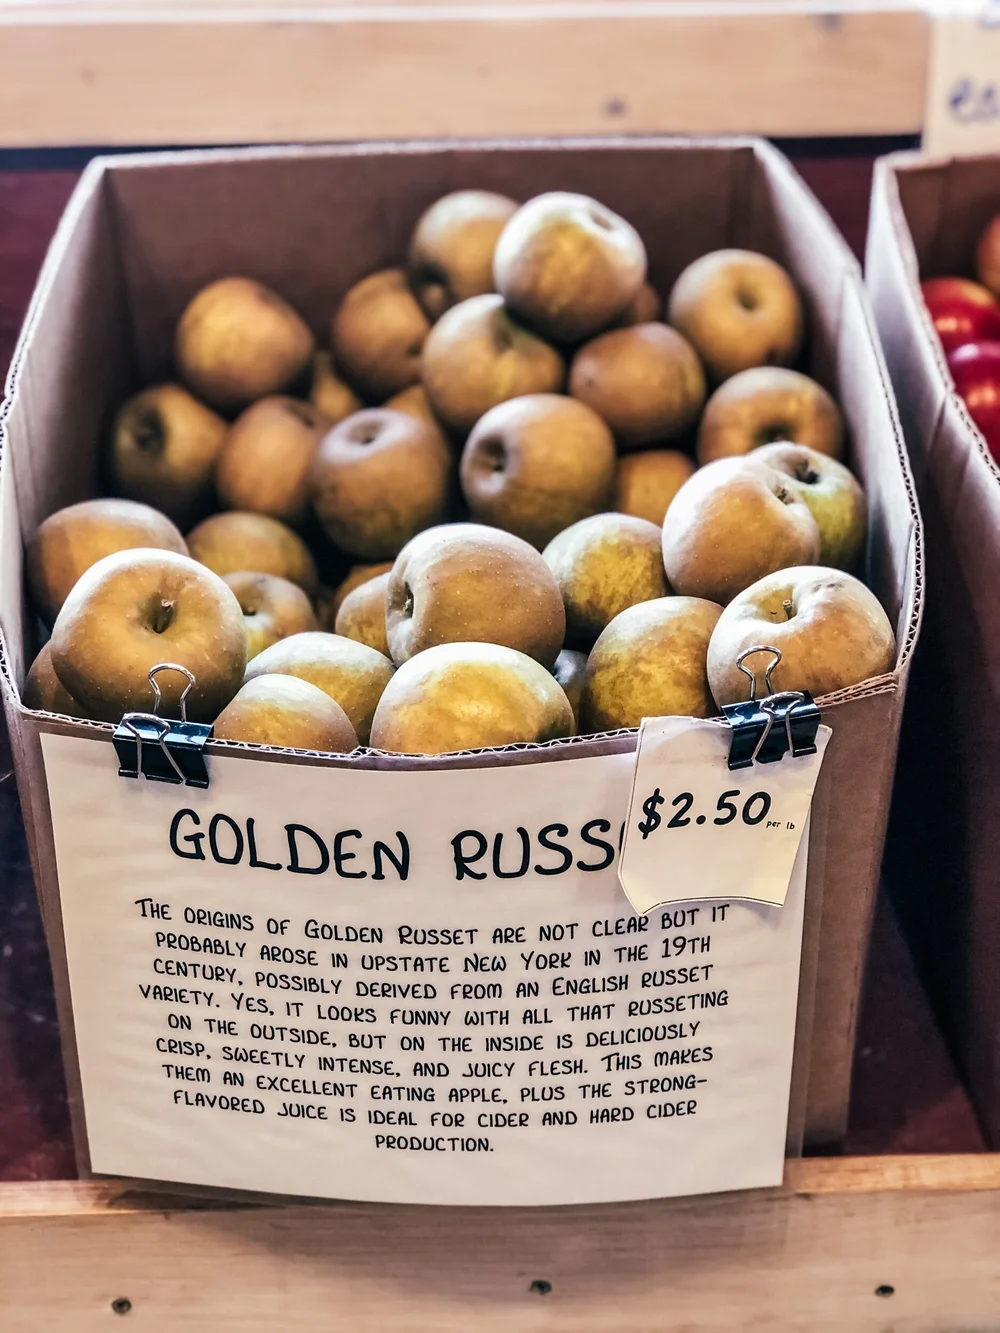 GOLDEN RUSS
$2.50 per lb
THE ORIGINS OF GOLDEN RUSSET ARE NOT CLEAR BUT IT
PROBABLY AROSE IN UPSTATE NEW YORK IN THE 19TH
CENTURY, POSSIBLY DERIVED FROM AN ENGLISH RUSSET
VARIETY. YES, IT LOOKS FUNNY WITH ALL THAT RUSSETING
ON THE OUTSIDE, BUT ON THE INSIDE IS DELICIOUSLY
CRISP, SWEETLY INTENSE, AND JUICY FLESH. THIS MAKES
THEM AN EXCELLENT EATING APPLE, PLUS THE STRONG-
FLAVORED JUICE IS IDEAL FOR CIDER AND HARD CIDER
PRODUCTION.